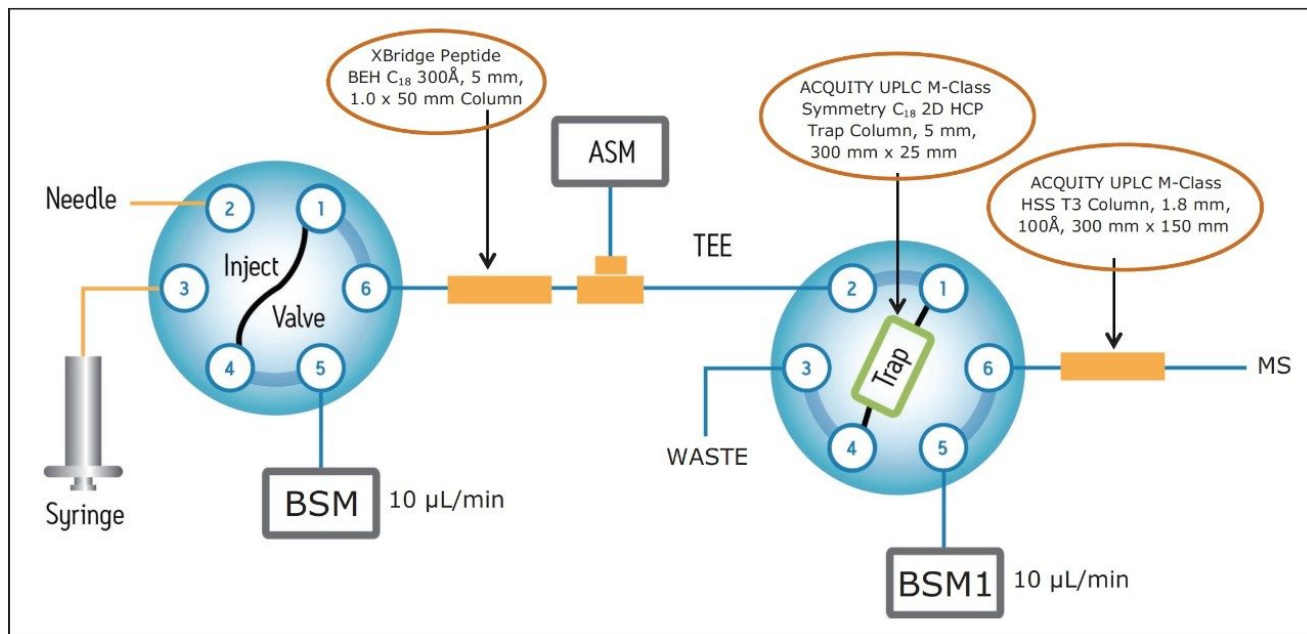 XBridge Peptide
BEH C₁₈ 300Å, 5 mm,
1.0 x 50 mm Column
ACQUITY UPLC M-Class
Symmetry C₁₈ 2D HCP
Trap Column, 5 mm,
300 mm x 25 mm
ACQUITY UPLC M-Class
HSS T3 Column, 1.8 mm,
100Å, 300 mm x 150 mm
ASM
TEE
Needle
2
1
Inject
3
6
Valve
4
5
Syringe
BSM
10 µL/min
2
1
3
Trap
6
4
5
MS
WASTE
BSM1
10 µL/min